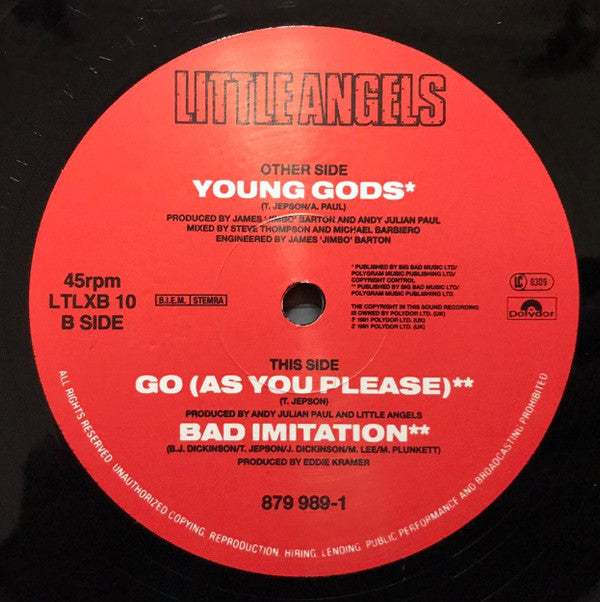 LITTLE ANGELS
OTHER SIDE
YOUNG GODS*
(T. JEPSON/A. PAUL)
PRODUCED BY JAMES 'JIMBO' BARTON AND ANDY JULIAN PAUL
MIXED BY STEVE THOMPSON AND MICHAEL BARBIERO
ENGINEERED BY JAMES 'JIMBO' BARTON
45rpm
LTLXB 10
B SIDE
B.I.E.M. STEMRA
* PUBLISHED BY BIG BAD MUSIC LTD/
POLYGRAM MUSIC PUBLISHING LTD/
COPYRIGHT CONTROL
** PUBLISHED BY BIG BAD MUSIC LTD/
POLYGRAM MUSIC PUBLISHING LTD.
THE COPYRIGHT IN THIS SOUND RECORDING
IS OWNED BY POLYDOR LTD. (UK)
℗ 1991 POLYDOR LTD. (UK)
© 1991 POLYDOR LTD. (UK)
LC 0309
Polydor
THIS SIDE
GO (AS YOU PLEASE)**
(T. JEPSON)
PRODUCED BY ANDY JULIAN PAUL AND LITTLE ANGELS
BAD IMITATION**
(B.J. DICKINSON/T. JEPSON/J. DICKINSON/M. LEE/M. PLUNKETT)
PRODUCED BY EDDIE KRAMER
879 989-1
ALL RIGHTS RESERVED. UNAUTHORIZED COPYING, REPRODUCTION, HIRING, LENDING, PUBLIC PERFORMANCE AND BROADCASTING PROHIBITED